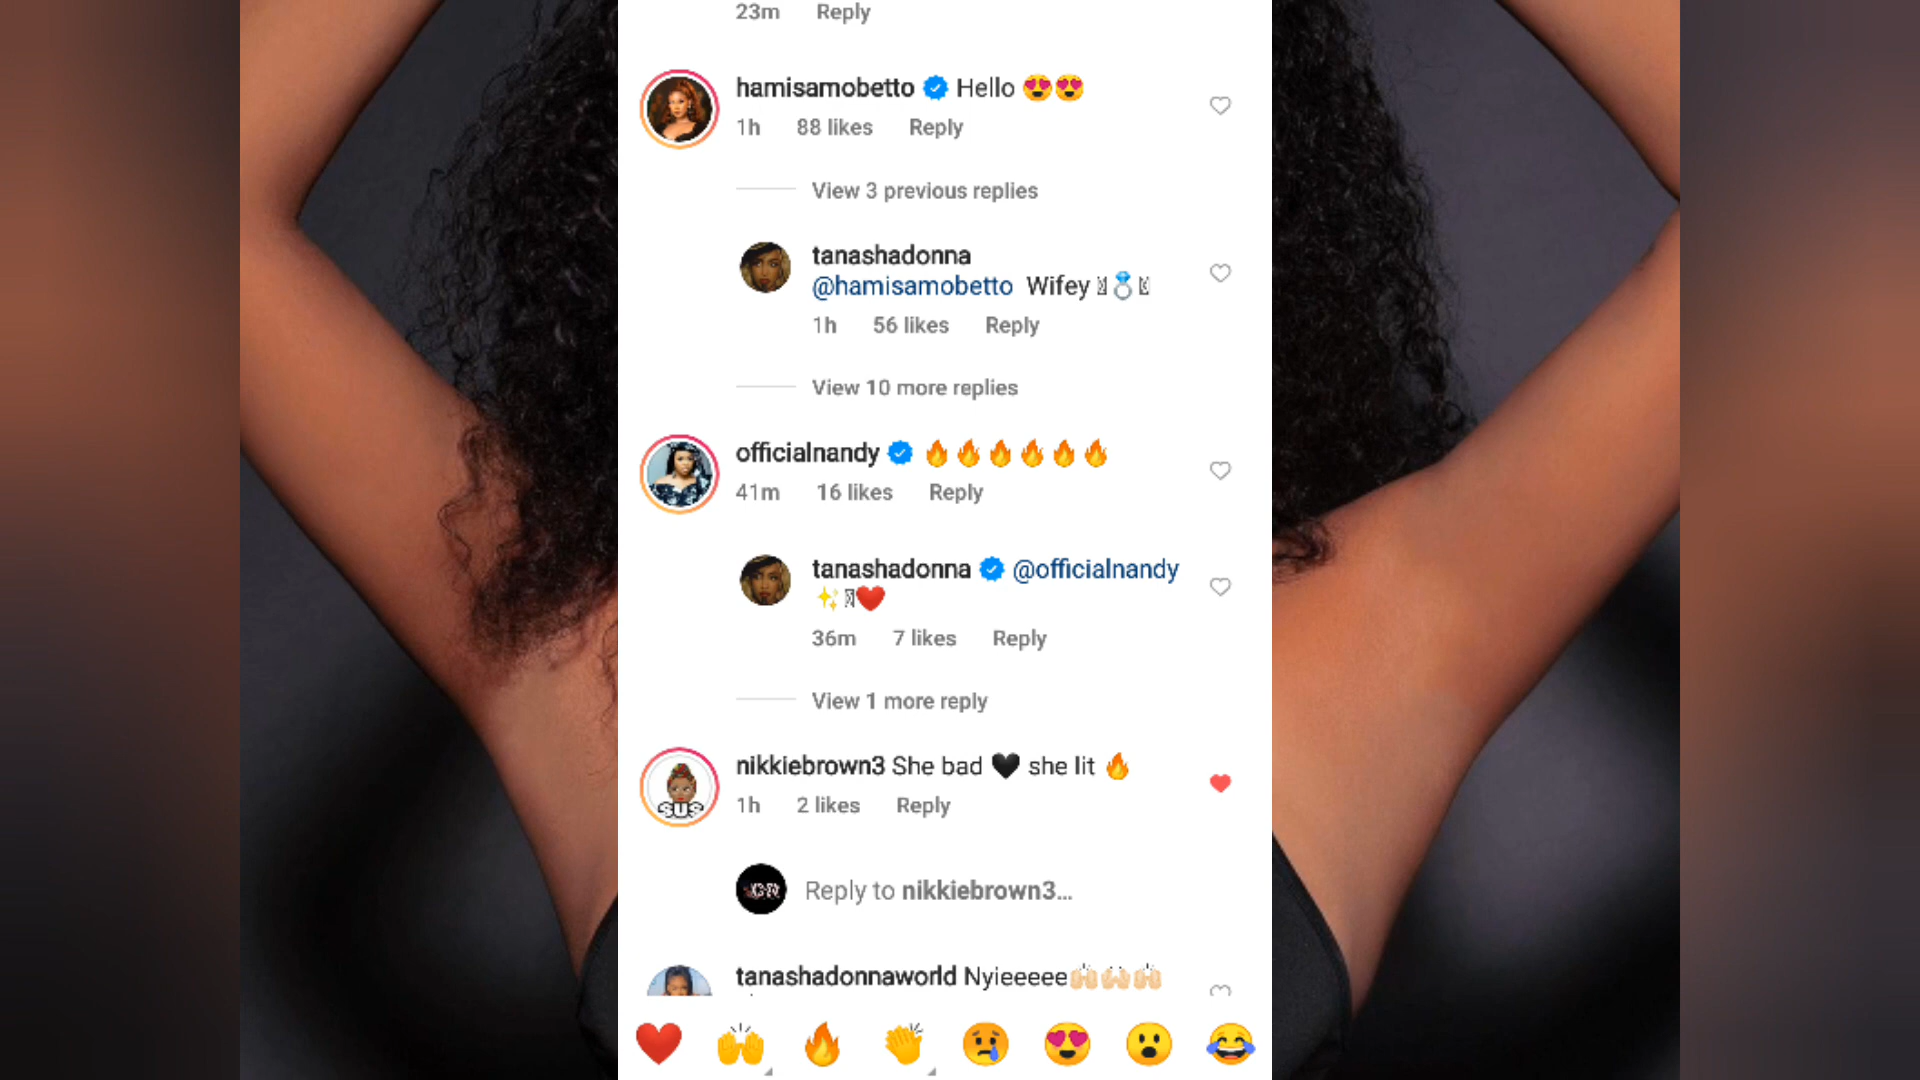 23m Reply
hamisamobetto Hello 😍😍
1h 88 likes Reply
View 3 previous replies
tanashadonna
@hamisamobetto Wifey 💍
1h 56 likes Reply
View 10 more replies
officialnandy 🔥🔥🔥🔥🔥🔥
41m 16 likes Reply
tanashadonna @officialnandy
✨❤️
36m 7 likes Reply
View 1 more reply
nikkiebrown3 She bad 🖤 she lit 🔥
1h 2 likes Reply
SUS
Reply to nikkiebrown3...
tanashadonnaworld Nyieeeee🙌🏻🙌🏻🙌🏻
❤️ 🙌 🔥 👏 😢 😍 😮 😂